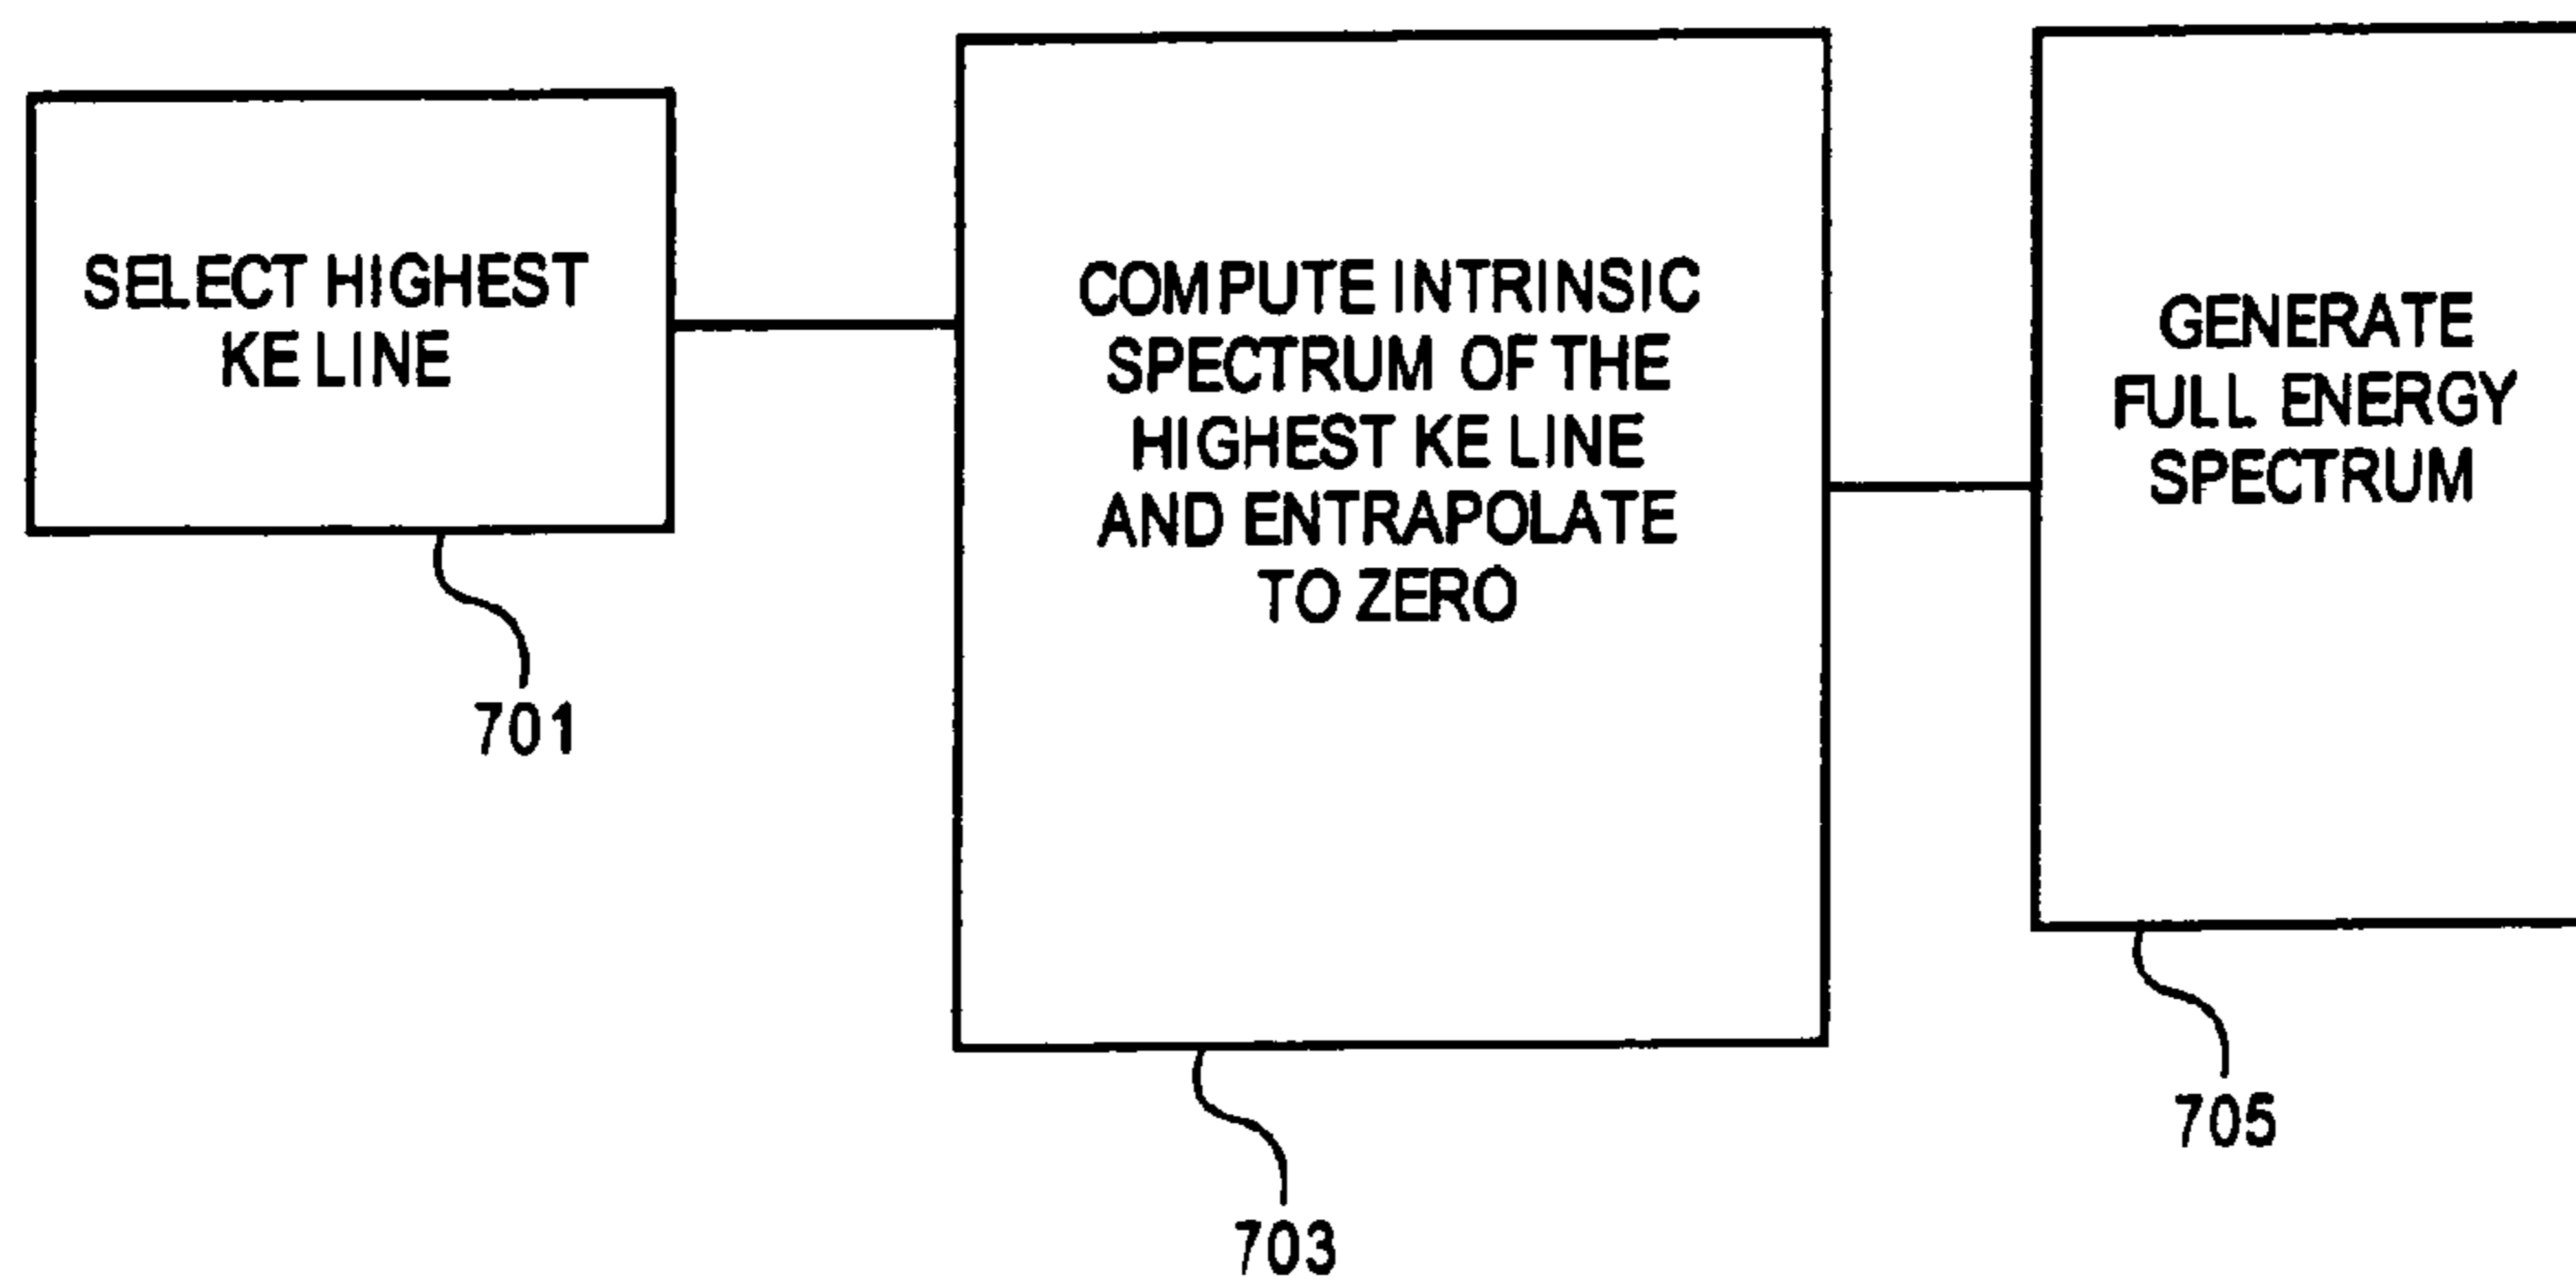 SELECT HIGHEST
KE LINE
701
COMPUTE INTRINSIC
SPECTRUM OF THE
HIGHEST KE LINE
AND ENTRAPOLATE
TO ZERO
703
GENERATE
FULL ENERGY
SPECTRUM
705